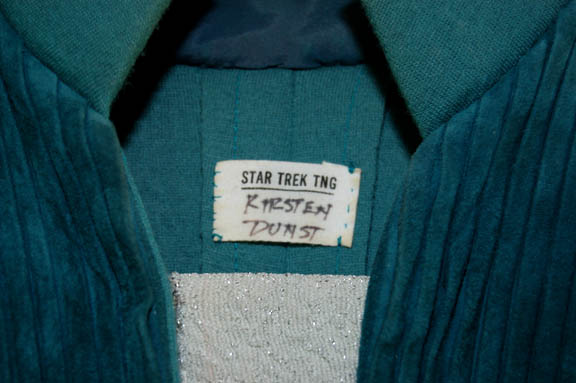 STAR TREK TNG
KIRSTEN
DUNST